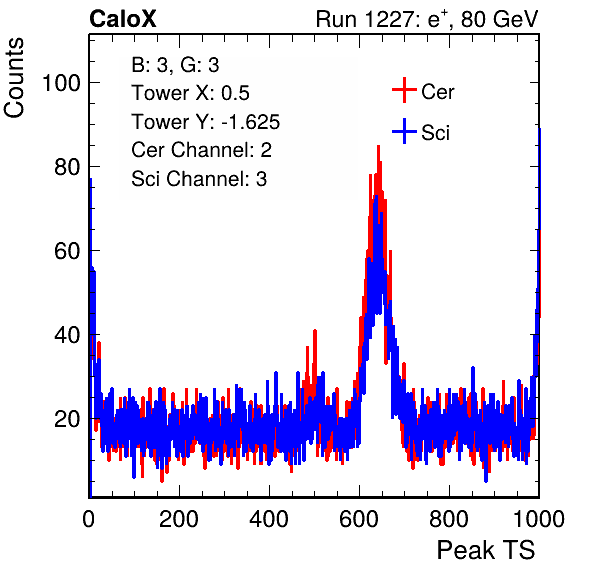 CaloX Run 1227: e⁺, 80 GeV
Counts
B: 3, G: 3
Tower X: 0.5
Tower Y: -1.625
Cer Channel: 2
Sci Channel: 3
Cer
Sci
100
80
60
40
20
0 200 400 600 800 1000
Peak TS